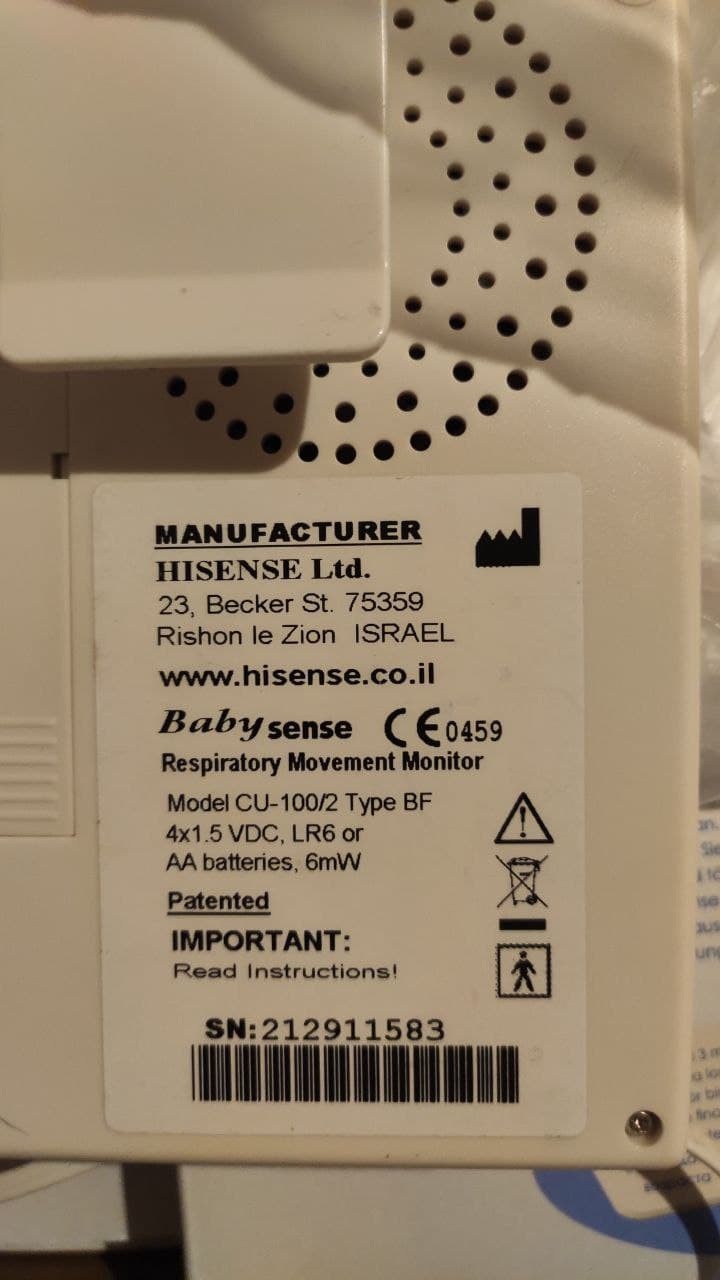 MANUFACTURER
HISENSE Ltd.
23, Becker St. 75359
Rishon le Zion ISRAEL
www.hisense.co.il
Baby sense CE 0459
Respiratory Movement Monitor
Model CU-100/2 Type BF
4x1.5 VDC, LR6 or
AA batteries, 6mW
Patented
IMPORTANT:
Read Instructions!
SN:212911583